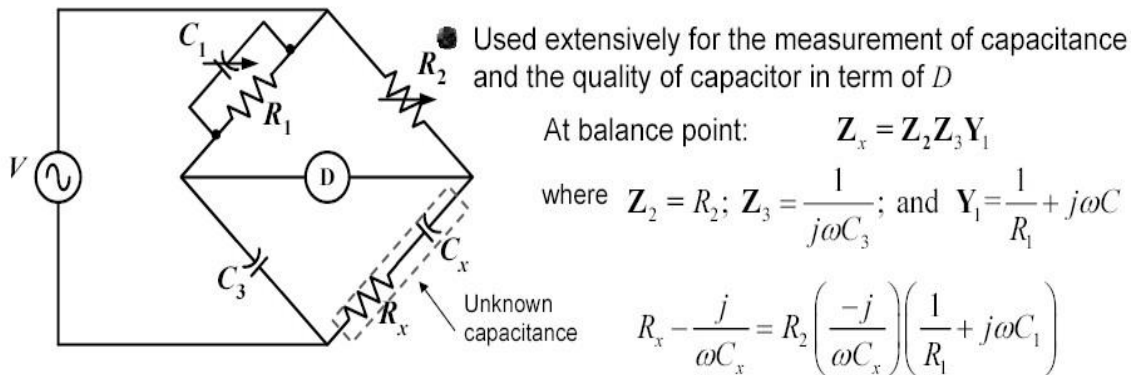 C₁
R₁
R₂
V
D
C₃
Cₓ
Rₓ
Unknown
capacitance
● Used extensively for the measurement of capacitance
and the quality of capacitor in term of D
At balance point: Zₓ = Z₂Z₃Y₁
where Z₂ = R₂; Z₃ = 1/(jωC₃); and Y₁ = 1/R₁ + jωC
Rₓ − j/(ωCₓ) = R₂(−j/(ωCₓ))(1/R₁ + jωC₁)